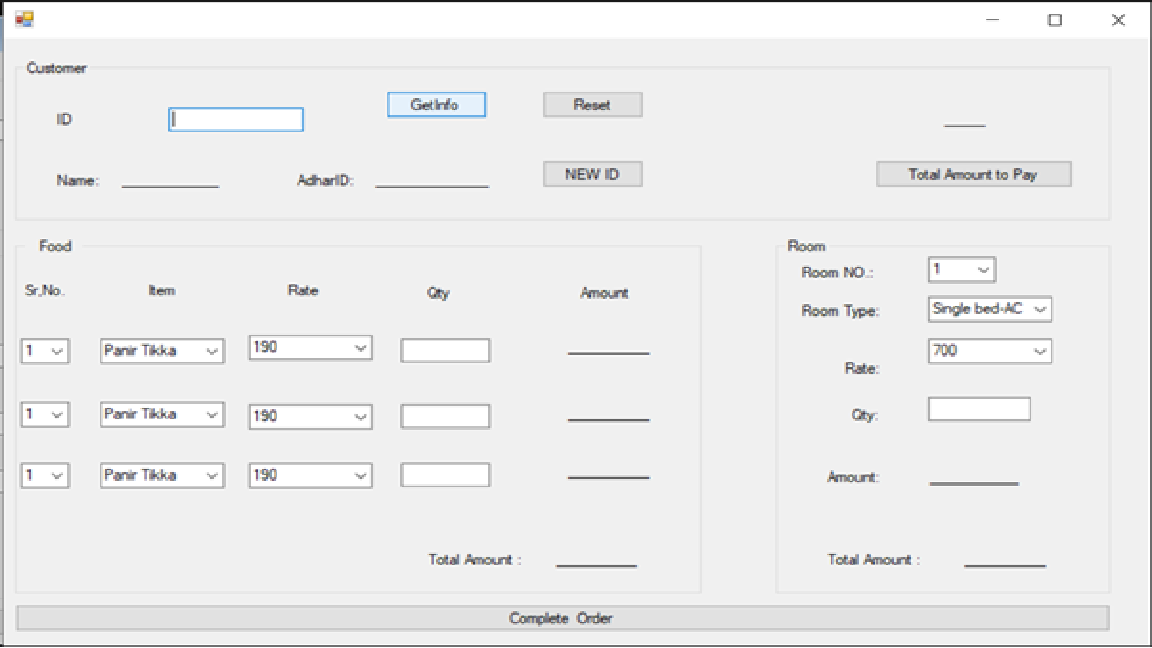 Customer
ID GetInfo Reset
Name: AdharID: NEW ID Total Amount to Pay
Food
Sr,No. Item Rate Qty Amount
1 Panir Tikka 190
1 Panir Tikka 190
1 Panir Tikka 190
Total Amount :
Room
Room NO.: 1
Room Type: Single bed-AC
Rate: 700
Qty:
Amount:
Total Amount :
Complete Order